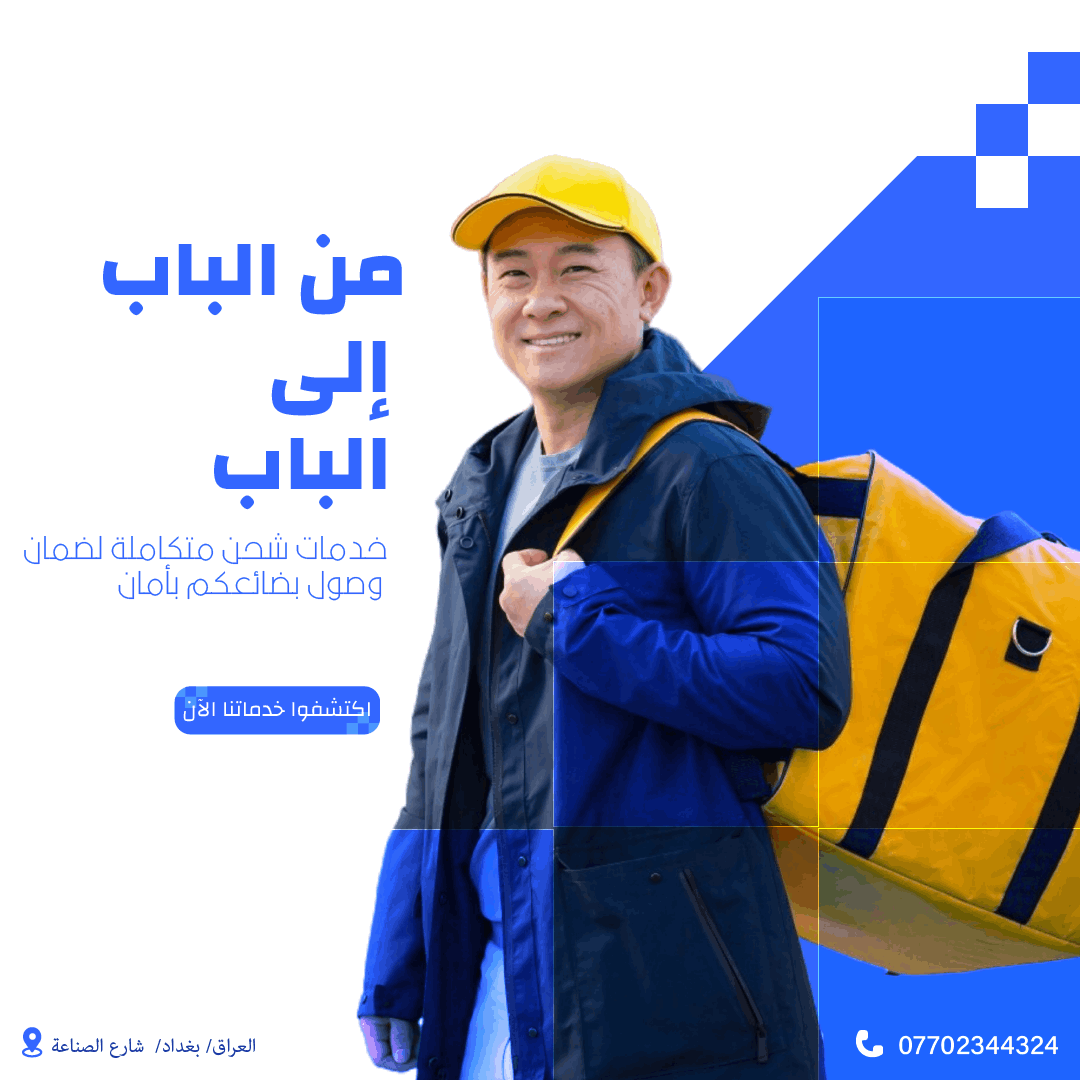 من الباب
إلى
الباب
خدمات شحن متكاملة لضمان
وصول بضائعكم بأمان
اكتشفوا خدماتنا الآن
العراق/ بغداد/ شارع الصناعة
07702344324